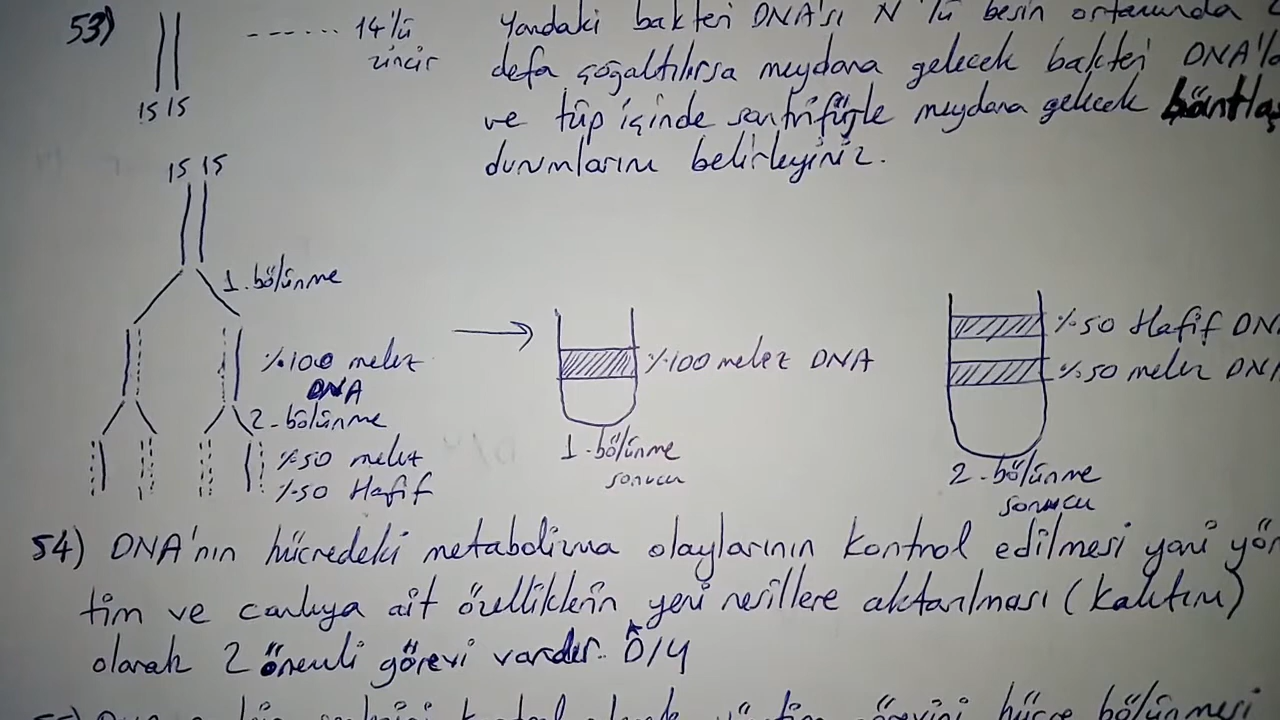 53)
15 15
------ 14'lü
zincir
Yandaki bakteri DNA'sı N'lü besin ortamında
defa çoğaltılırsa meydana gelecek bakteri DNA'la
ve tüp içinde santrifüjle meydana gelecek bantlaş
durumlarını belirleyiniz.
15 15
1. bölünme
%100 melez
DNA
2- bölünme
%50 melez
%50 Hafif
%100 melez DNA
1-bölünme
sonucu
%50 Hafif DN
%50 melez DN
2-bölünme
sonucu
54) DNA'nın hücredeki metabolizma olaylarının kontrol edilmesi yani yön
tim ve canlıya ait özelliklerin yeni nesillere aktarılması (kalıtım)
olarak 2 önemli görevi vardır. D/Y
hücre bölünmesi